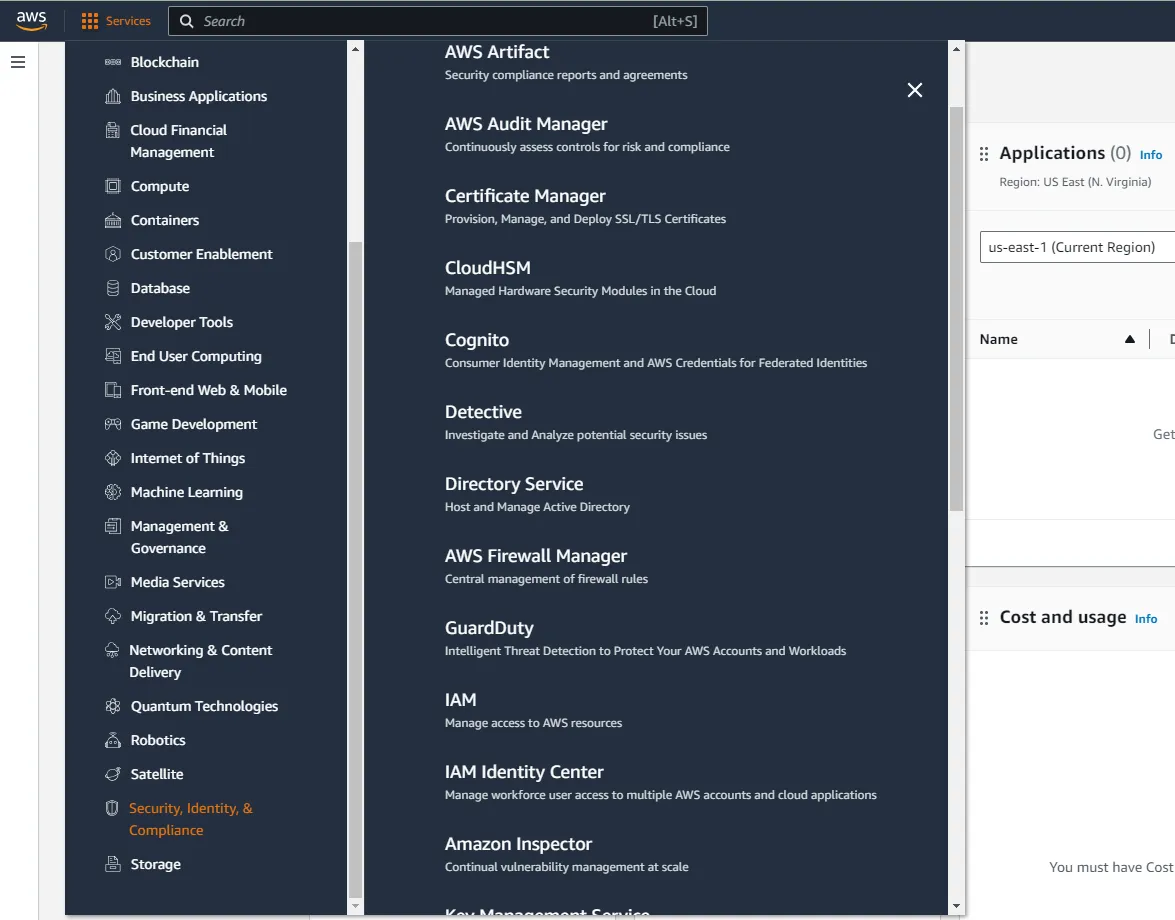 aws
Services
Search
[Alt+S]
Blockchain
Business Applications
Cloud Financial
Management
Compute
Containers
Customer Enablement
Database
Developer Tools
End User Computing
Front-end Web & Mobile
Game Development
Internet of Things
Machine Learning
Management &
Governance
Media Services
Migration & Transfer
Networking & Content
Delivery
Quantum Technologies
Robotics
Satellite
Security, Identity, &
Compliance
Storage
AWS Artifact
Security compliance reports and agreements
AWS Audit Manager
Continuously assess controls for risk and compliance
Certificate Manager
Provision, Manage, and Deploy SSL/TLS Certificates
CloudHSM
Managed Hardware Security Modules in the Cloud
Cognito
Consumer Identity Management and AWS Credentials for Federated Identities
Detective
Investigate and Analyze potential security issues
Directory Service
Host and Manage Active Directory
AWS Firewall Manager
Central management of firewall rules
GuardDuty
Intelligent Threat Detection to Protect Your AWS Accounts and Workloads
IAM
Manage access to AWS resources
IAM Identity Center
Manage workforce user access to multiple AWS accounts and cloud applications
Amazon Inspector
Continual vulnerability management at scale
Key Management Service
Applications (0) Info
Region: US East (N. Virginia)
us-east-1 (Current Region)
Name
Get
Cost and usage Info
You must have Cost